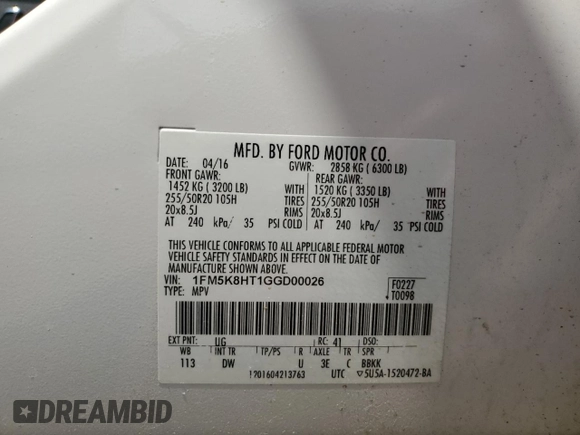 MFD. BY FORD MOTOR CO.
DATE: 04/16 GVWR: 2858 KG ( 6300 LB)
FRONT GAWR: REAR GAWR:
1452 KG ( 3200 LB) WITH 1520 KG ( 3350 LB) WITH
255/50R20 105H TIRES 255/50R20 105H TIRES
20x8.5J RIMS 20x8.5J RIMS
AT 240 kPa/ 35 PSI COLD AT 240 kPa/ 35 PSI COLD
THIS VEHICLE CONFORMS TO ALL APPLICABLE FEDERAL MOTOR
VEHICLE SAFETY STANDARDS IN EFFECT ON THE DATE OF
MANUFACTURE SHOWN ABOVE.
VIN: 1FM5K8HT1GGD00026 F0227
TYPE: MPV T0098
EXT PNT: UG RC: 41 DSO:
WB INT TR TP/PS R AXLE TR SPR
113 DW U 3E C BBKK
1201604213763 UTC ▽5U5A-1520472-BA
© 2015-2026 BIDFAX.INFO